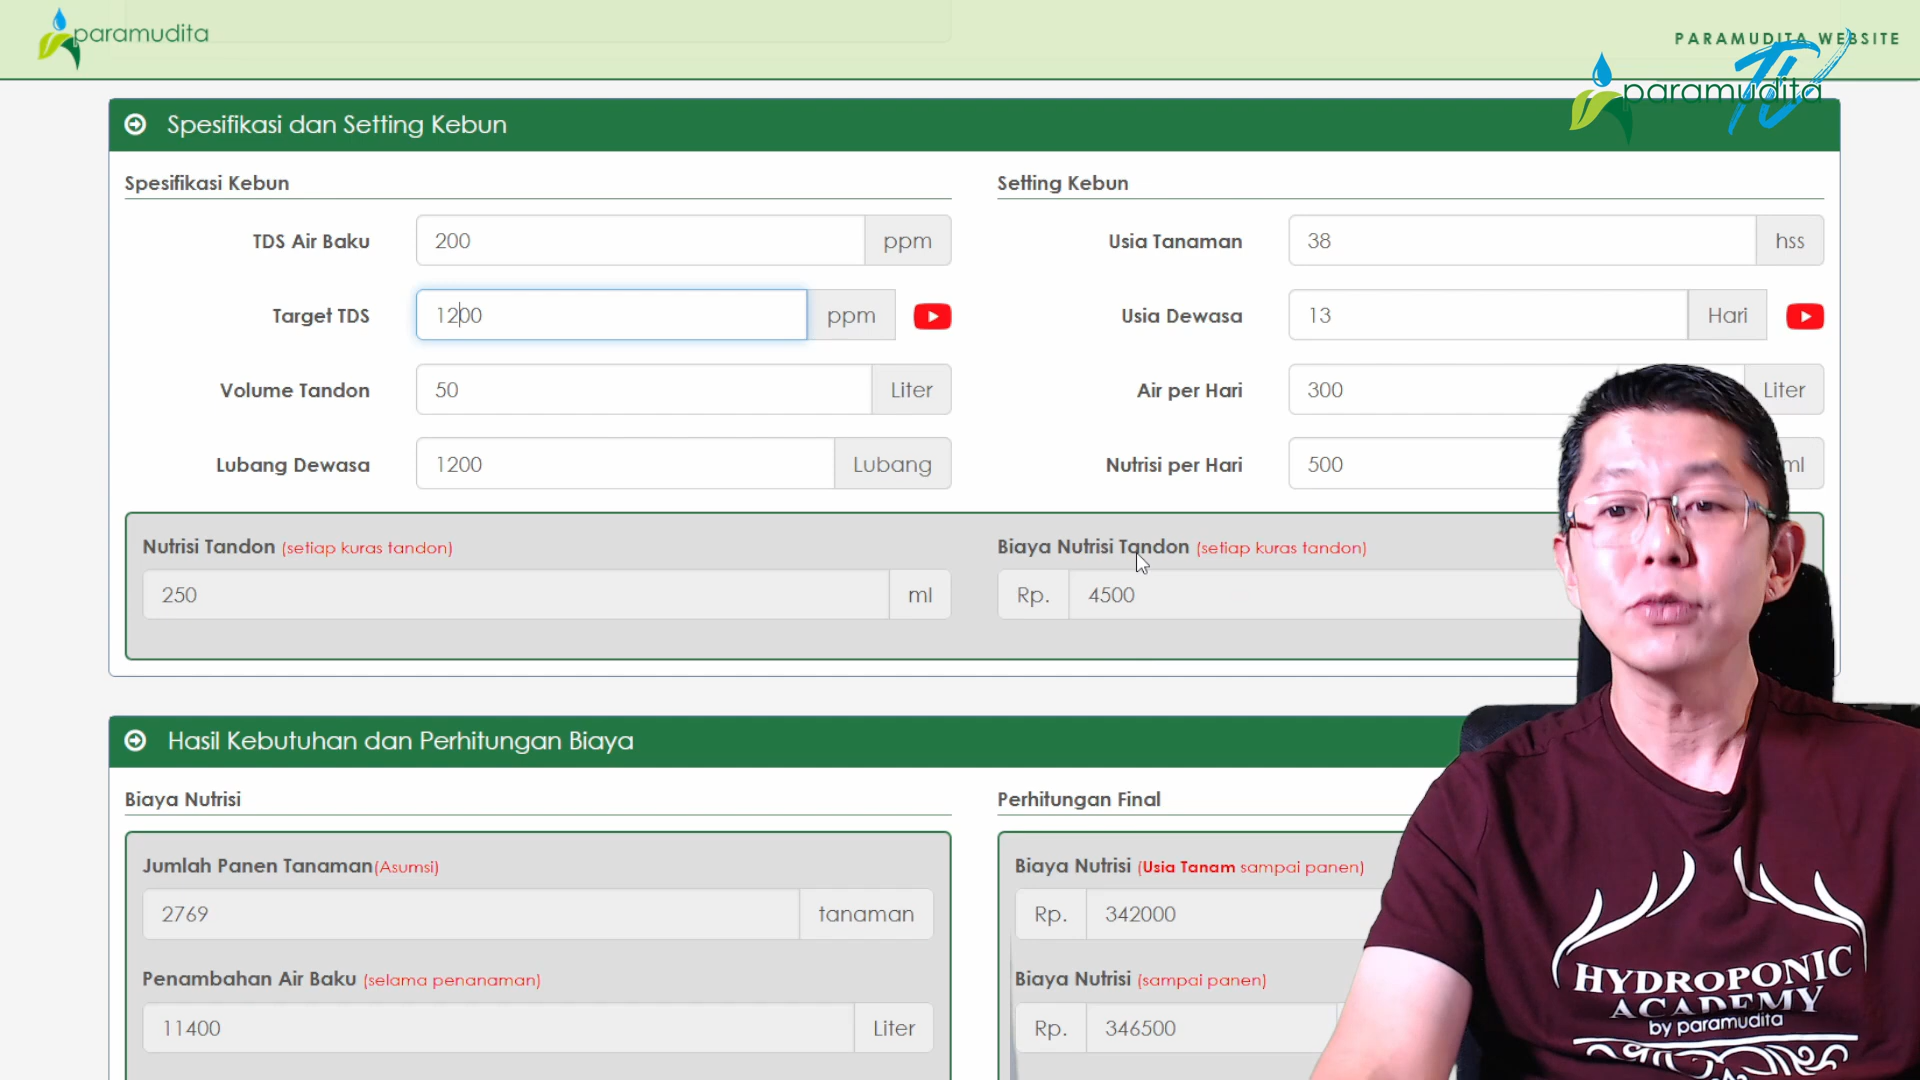 paramudita
PARAMUDITA WEBSITE
paramudita TV
Spesifikasi dan Setting Kebun
Spesifikasi Kebun
TDS Air Baku 200 ppm
Target TDS 1200 ppm
Volume Tandon 50 Liter
Lubang Dewasa 1200 Lubang
Setting Kebun
Usia Tanaman 38 hss
Usia Dewasa 13 Hari
Air per Hari 300 Liter
Nutrisi per Hari 500 ml
Nutrisi Tandon (setiap kuras tandon)
250 ml
Biaya Nutrisi Tandon (setiap kuras tandon)
Rp. 4500
Hasil Kebutuhan dan Perhitungan Biaya
Biaya Nutrisi
Jumlah Panen Tanaman(Asumsi)
2769 tanaman
Penambahan Air Baku (selama penanaman)
11400 Liter
Perhitungan Final
Biaya Nutrisi (Usia Tanam sampai panen)
Rp. 342000
Biaya Nutrisi (sampai panen)
Rp. 346500
HYDROPONIC
ACADEMY
by paramudita